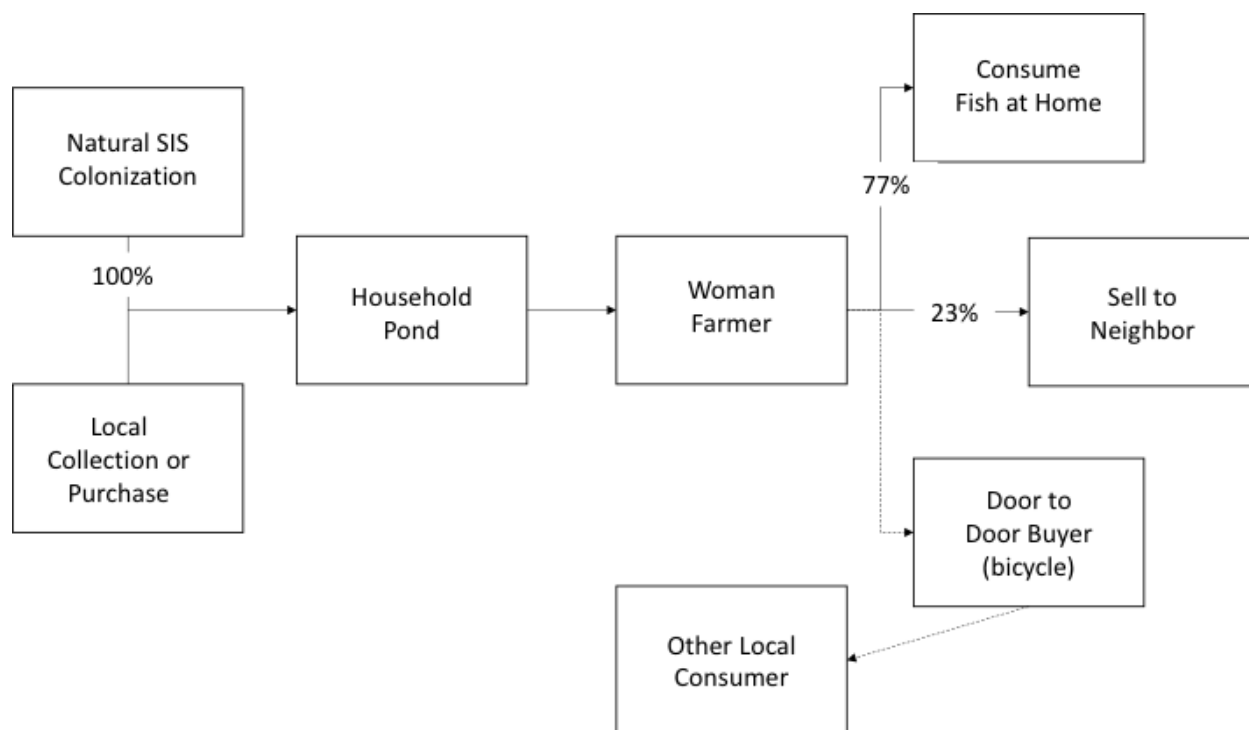 Natural SIS
Colonization
100%
Local
Collection or
Purchase
Household
Pond
Woman
Farmer
Consume
Fish at Home
77%
23%
Sell to
Neighbor
Door to
Door Buyer
(bicycle)
Other Local
Consumer